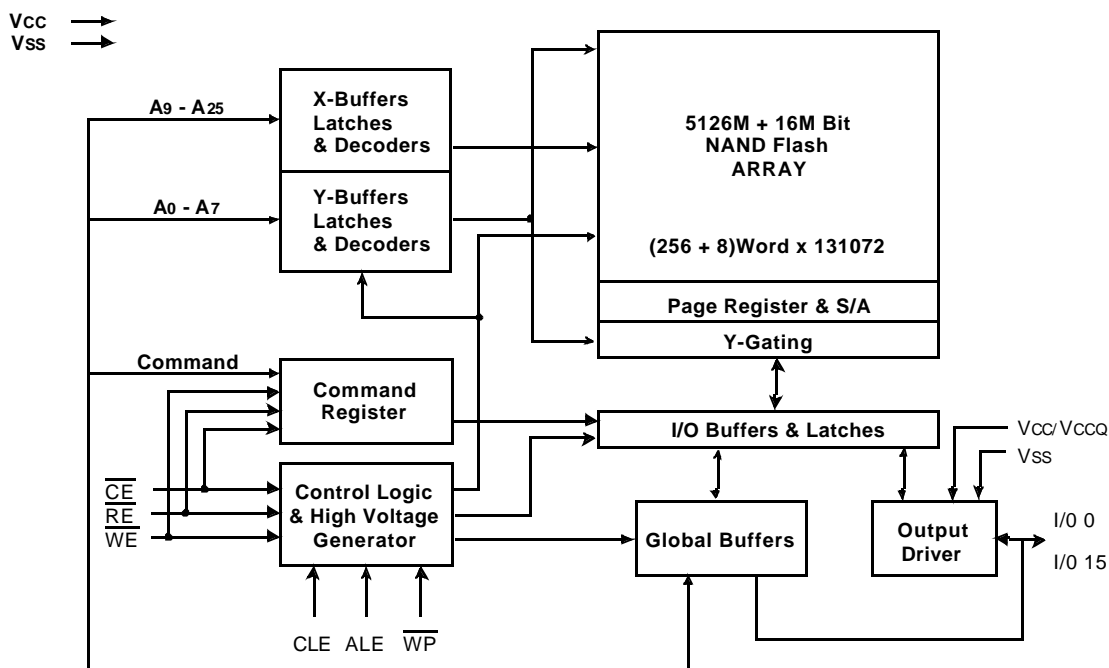 VCC
VSS
A9 - A25
X-Buffers
Latches
& Decoders
A0 - A7
Y-Buffers
Latches
& Decoders
5126M + 16M Bit
NAND Flash
ARRAY
(256 + 8)Word x 131072
Page Register & S/A
Y-Gating
Command
Command
Register
I/O Buffers & Latches
VCC/VCCQ
VSS
CE
RE
WE
Control Logic
& High Voltage
Generator
Global Buffers
Output
Driver
I/0 0
I/0 15
CLE ALE WP